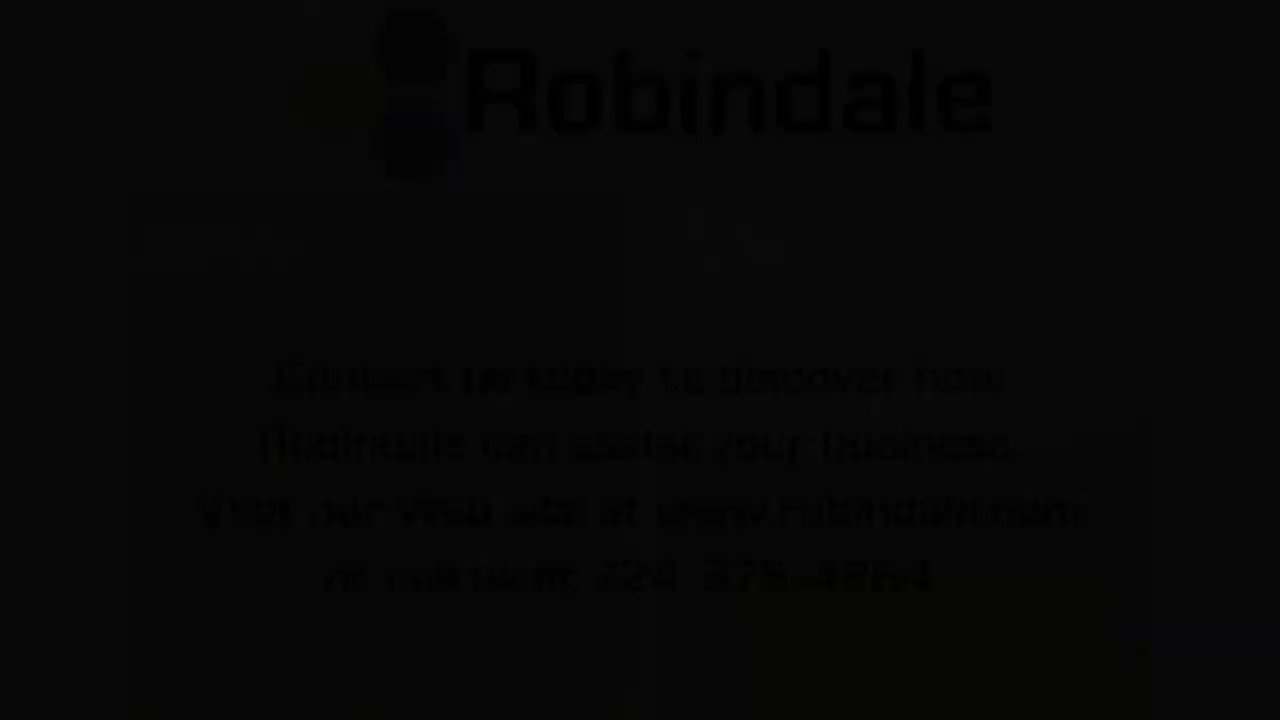 Robindale
Contact us today to discover how
Robindale can assist your business.
Visit our Web site at www.robindale.com
or call us at 724